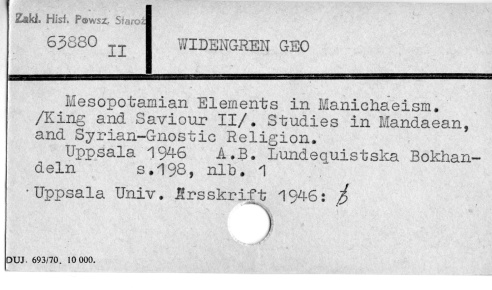 Zakł. Hist. Powsz. Staroż
63880 II
WIDENGREN GEO
Mesopotamian Elements in Manichaeism.
/King and Saviour II/. Studies in Mandaean,
and Syrian-Gnostic Religion.
Uppsala 1946 A.B. Lundequistska Bokhan-
deln s.198, nlb. 1
Uppsala Univ. Årsskrift 1946:
DUJ. 693/70. 10 000.